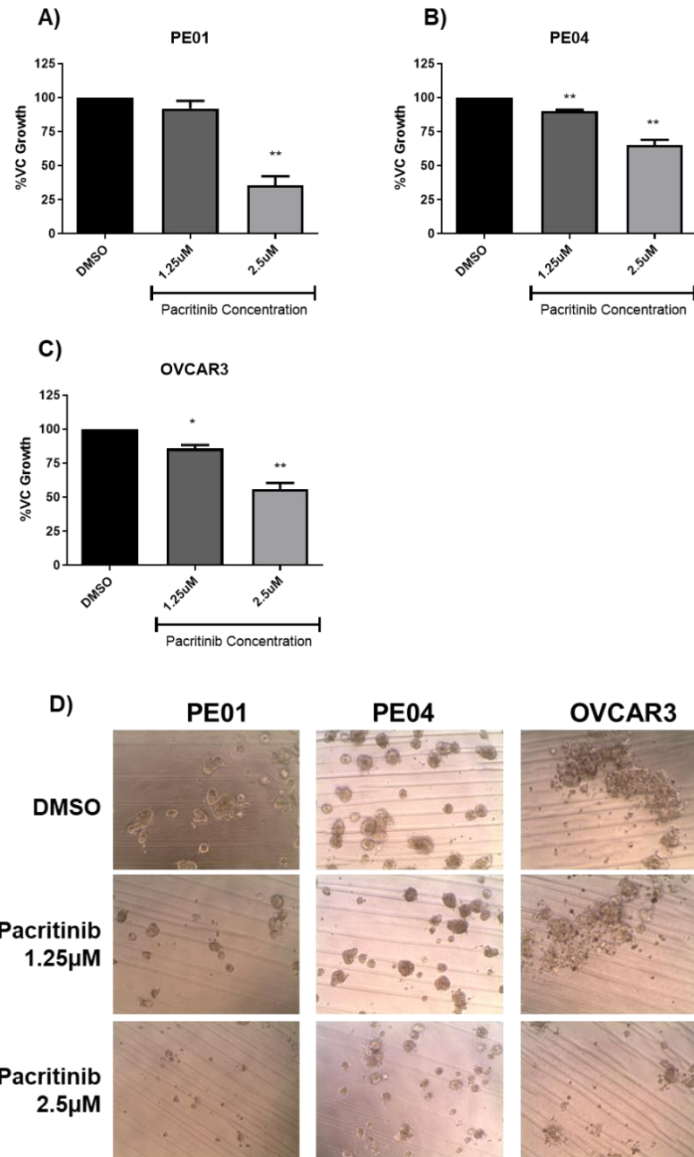 A)
PE01
%VC Growth
125
100
75
50
25
0
**
DMSO
1.25uM
2.5uM
Pacritinib Concentration
B)
PE04
%VC Growth
125
100
75
50
25
0
**
**
DMSO
1.25uM
2.5uM
Pacritinib Concentration
C)
OVCAR3
%VC Growth
125
100
75
50
25
0
*
**
DMSO
1.25uM
2.5uM
Pacritinib Concentration
D)
PE01 PE04 OVCAR3
DMSO
Pacritinib
1.25µM
Pacritinib
2.5µM